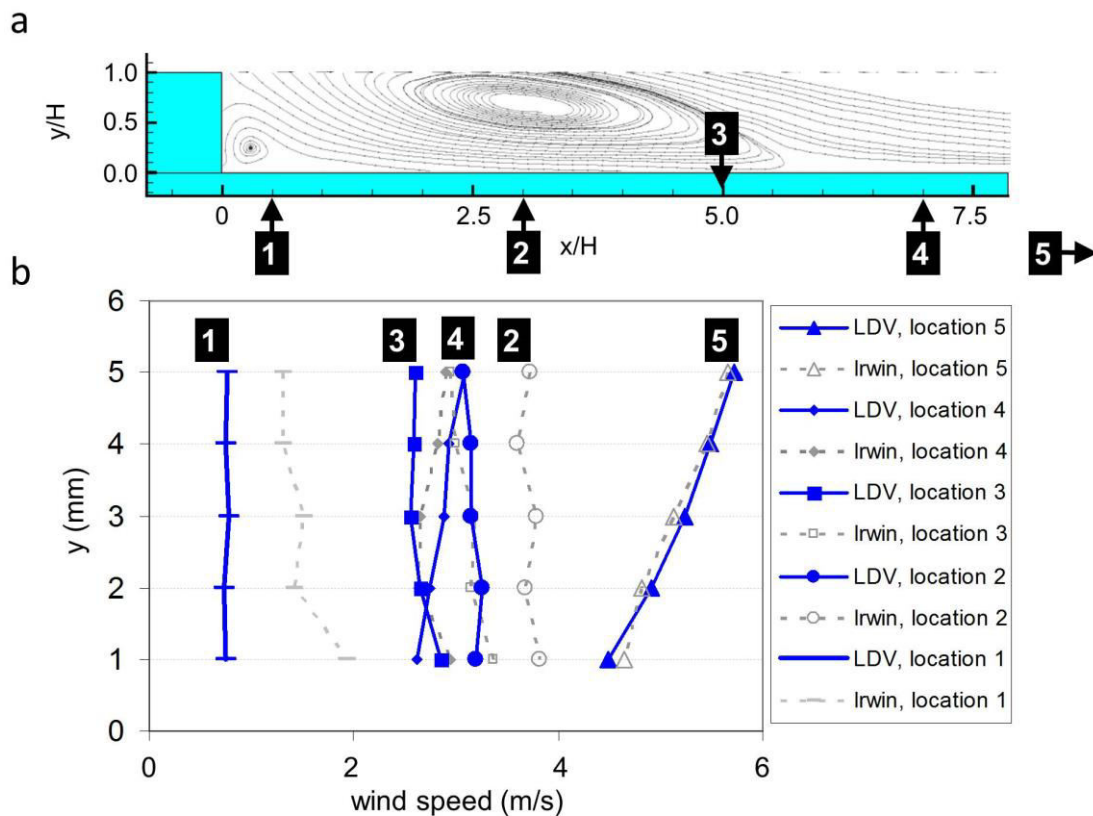 a
y/H
1.0
0.5
0.0
3
0
2.5
5.0
7.5
x/H
1
2
4
5
b
6
1
3
4
2
5
5
4
3
2
1
0
y (mm)
0
2
4
6
wind speed (m/s)
LDV, location 5
Irwin, location 5
LDV, location 4
Irwin, location 4
LDV, location 3
Irwin, location 3
LDV, location 2
Irwin, location 2
LDV, location 1
Irwin, location 1